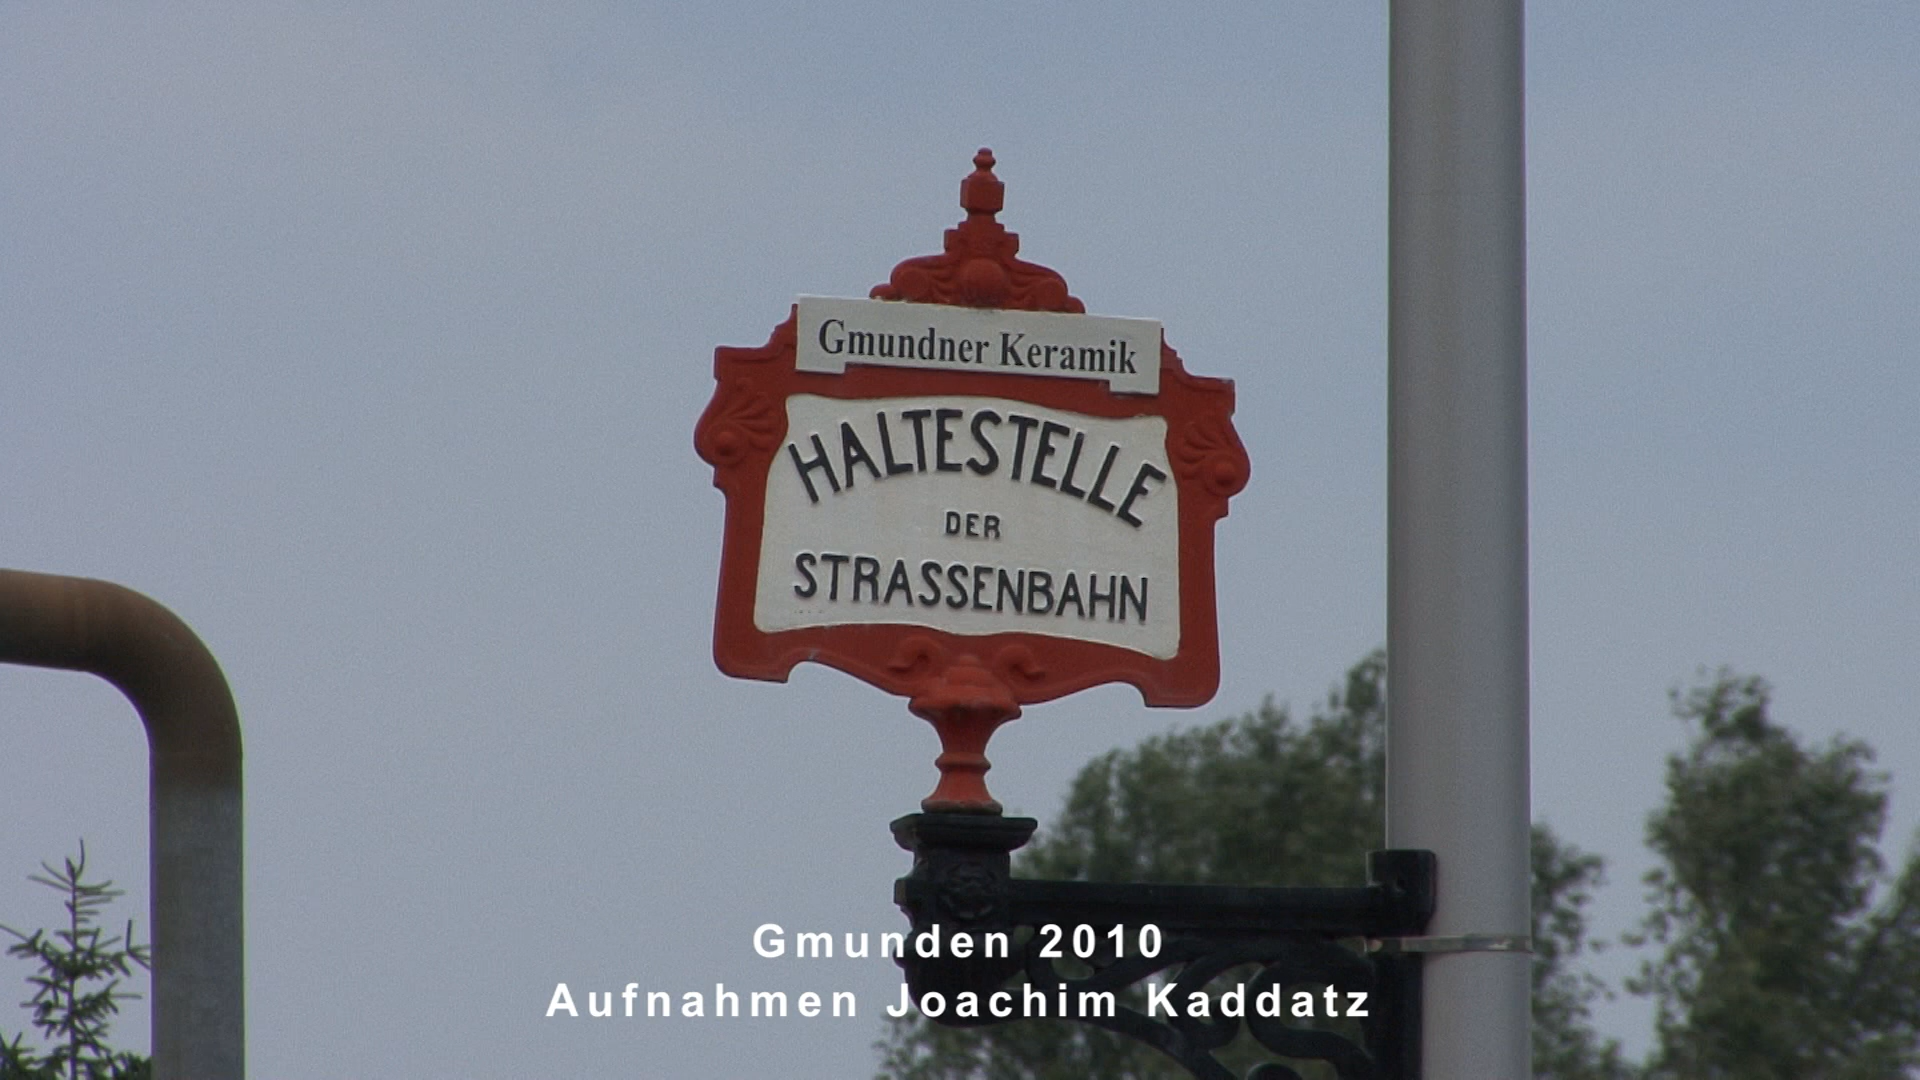 Gmundner Keramik
HALTESTELLE
DER
STRASSENBAHN
Gmunden 2010
Aufnahmen Joachim Kaddatz